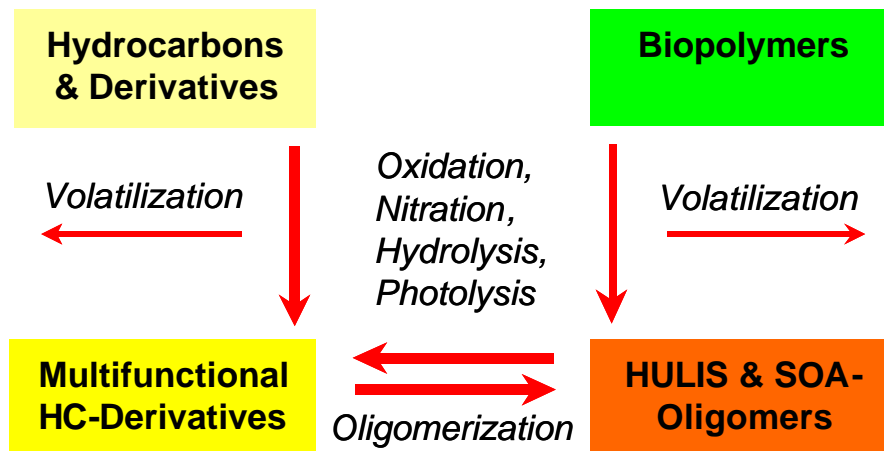 Hydrocarbons
& Derivatives
Biopolymers
Volatilization
Oxidation,
Nitration,
Hydrolysis,
Photolysis
Volatilization
Multifunctional
HC-Derivatives
Oligomerization
HULIS & SOA-
Oligomers